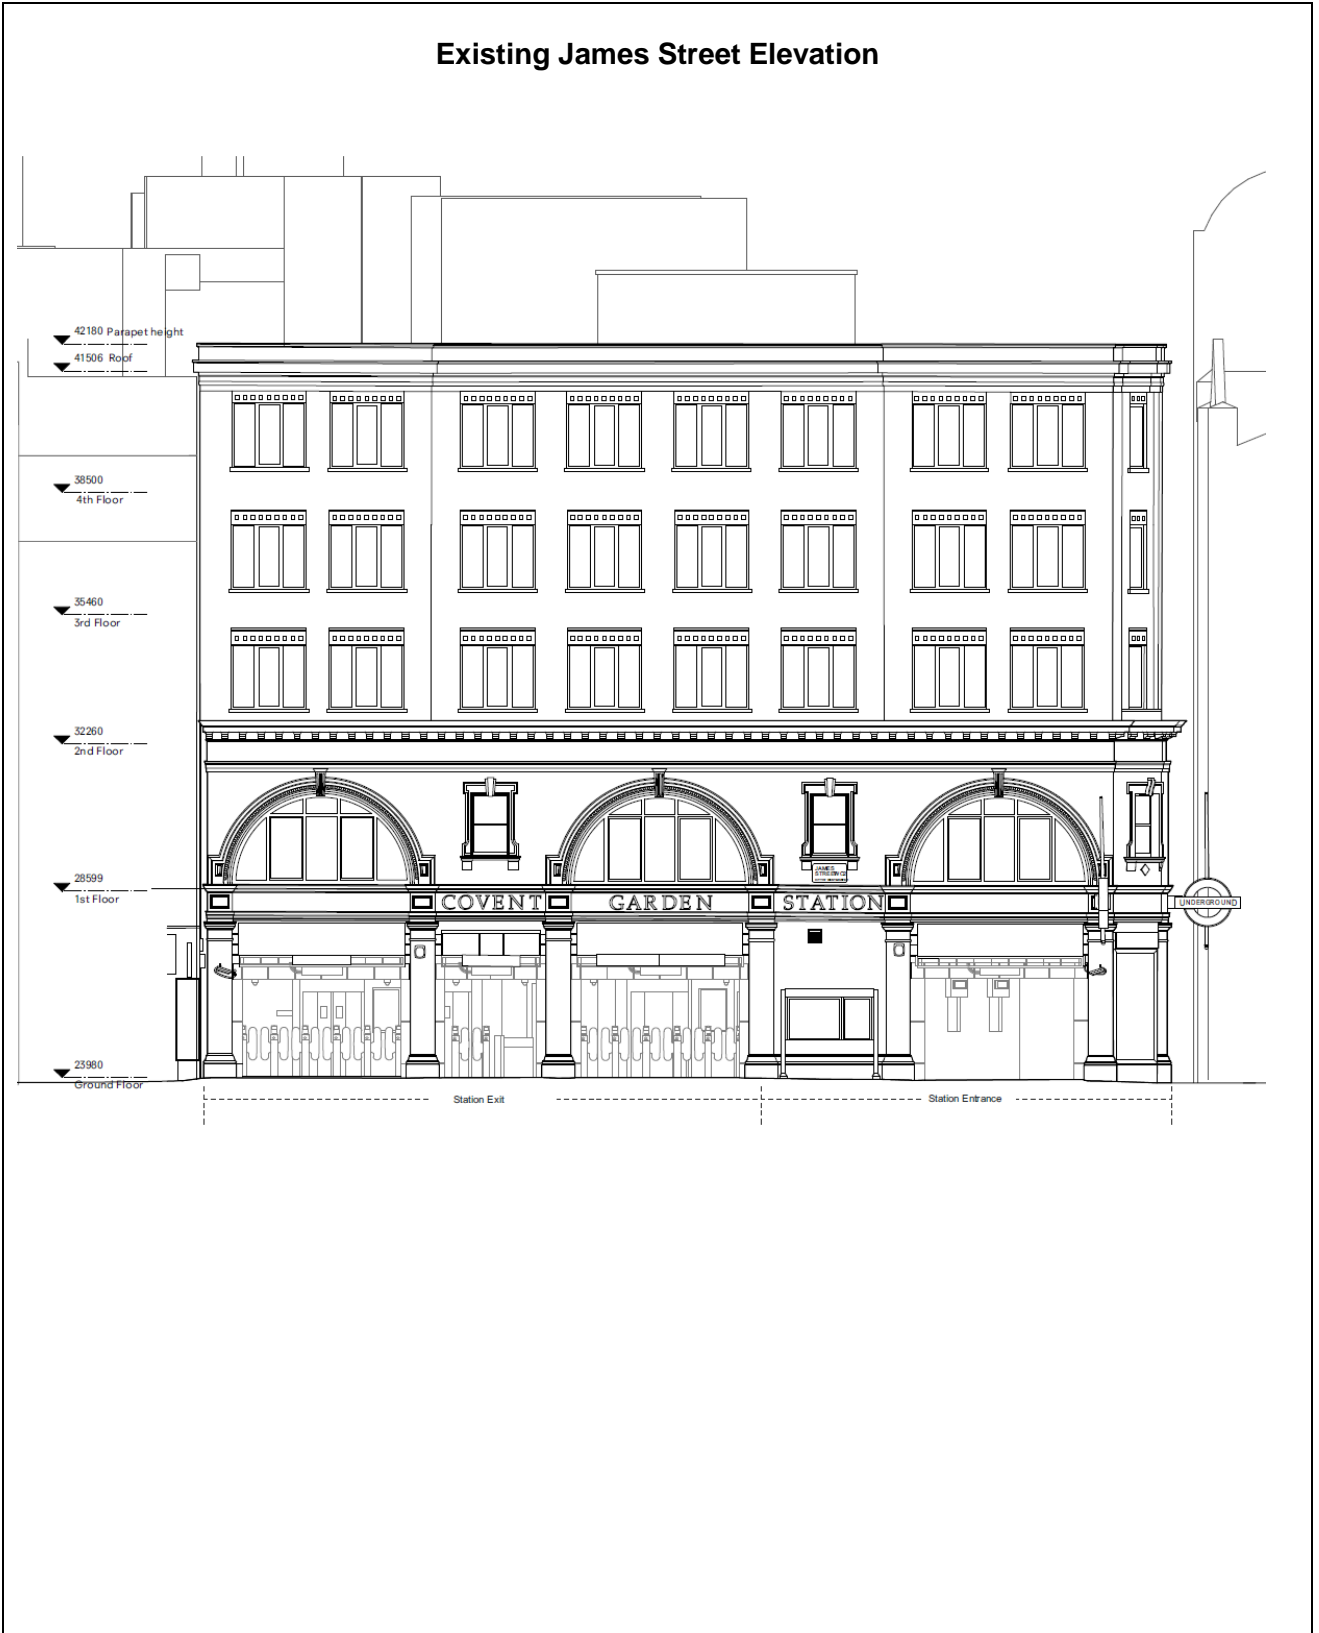 Existing James Street Elevation
42180 Parapet height
41506 Roof
38500
4th Floor
35460
3rd Floor
32260
2nd Floor
28599
1st Floor
JAMES
COVENT GARDEN STATION
UNDERGROUND
23980
Ground Floor
Station Exit
Station Entrance